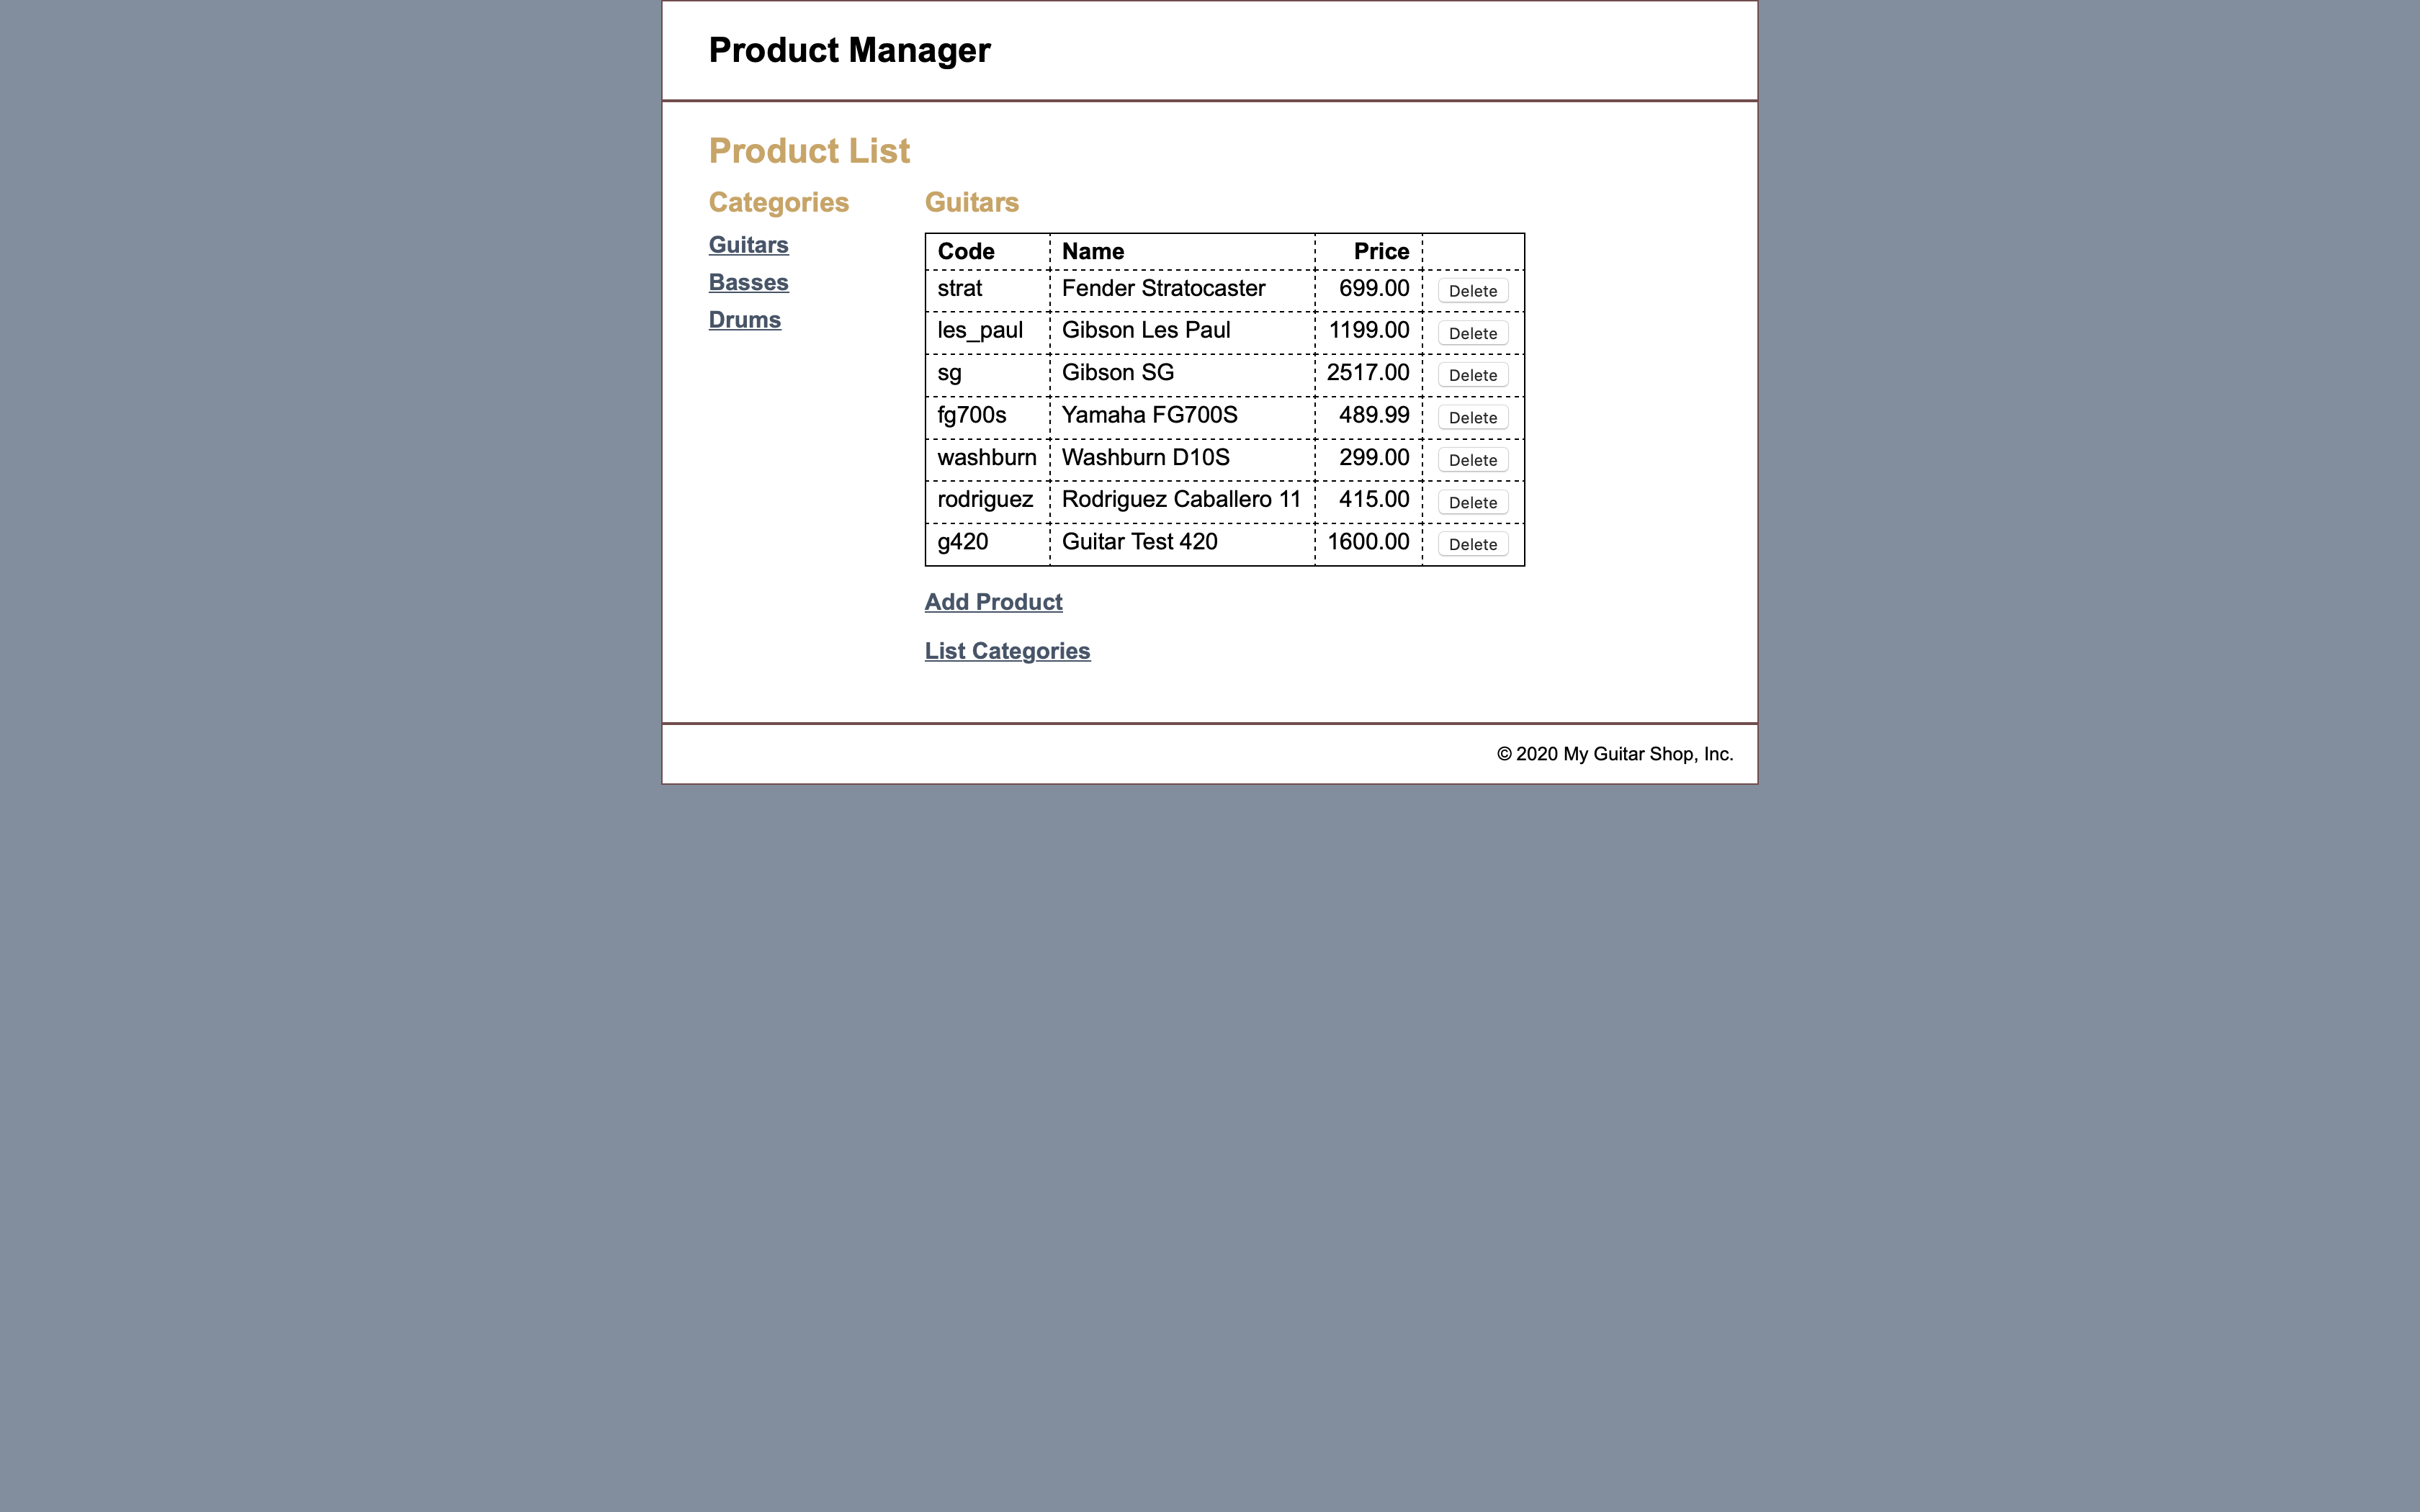 Product Manager
Product List
Categories
Guitars
Basses
Drums
Guitars
Code Name Price
strat Fender Stratocaster 699.00 Delete
les_paul Gibson Les Paul 1199.00 Delete
sg Gibson SG 2517.00 Delete
fg700s Yamaha FG700S 489.99 Delete
washburn Washburn D10S 299.00 Delete
rodriguez Rodriguez Caballero 11 415.00 Delete
g420 Guitar Test 420 1600.00 Delete
Add Product
List Categories
© 2020 My Guitar Shop, Inc.